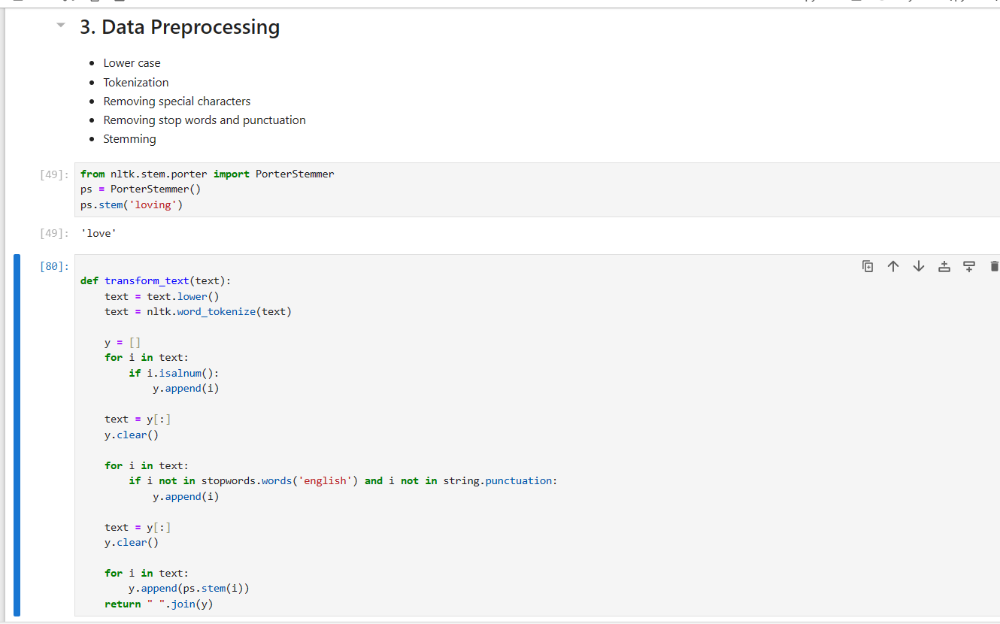 3. Data Preprocessing
• Lower case
• Tokenization
• Removing special characters
• Removing stop words and punctuation
• Stemming
[49]: from nltk.stem.porter import PorterStemmer
ps = PorterStemmer()
ps.stem('loving')
[49]: 'love'
[80]:
def transform_text(text):
    text = text.lower()
    text = nltk.word_tokenize(text)
    y = []
    for i in text:
        if i.isalnum():
            y.append(i)
    text = y[:]
    y.clear()
    for i in text:
        if i not in stopwords.words('english') and i not in string.punctuation:
            y.append(i)
    text = y[:]
    y.clear()
    for i in text:
        y.append(ps.stem(i))
    return " ".join(y)